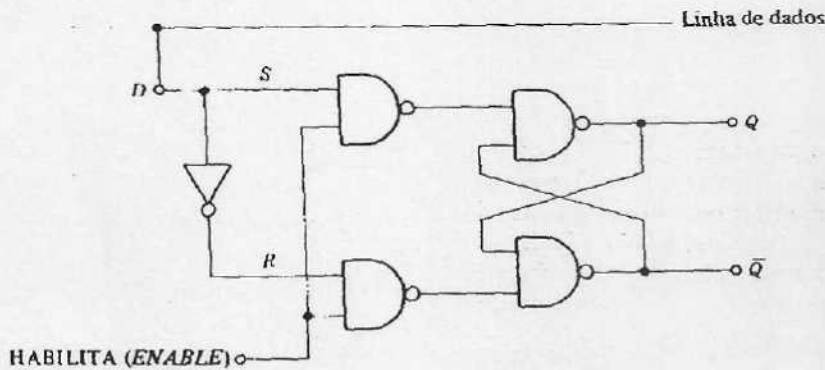 Linha de dados
D
S
Q
R
Q̄
HABILITA (ENABLE)